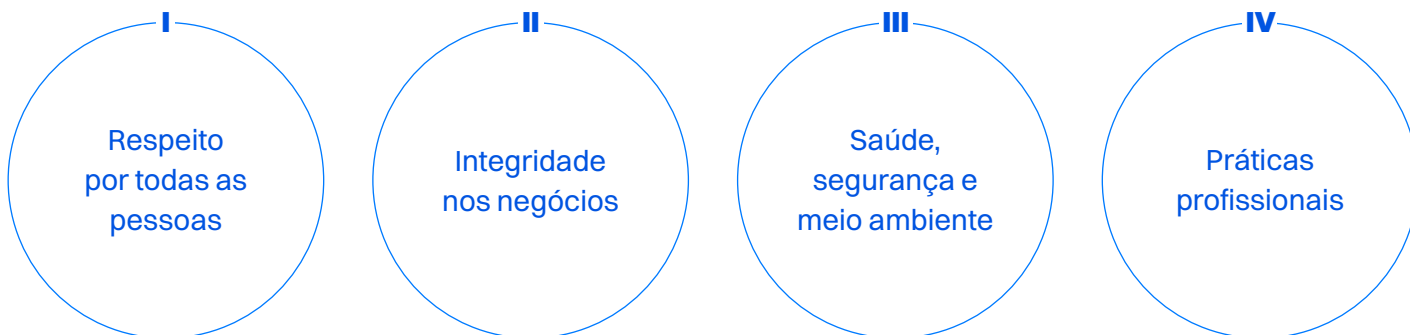 I
Respeito
por todas as
pessoas
II
Integridade
nos negócios
III
Saúde,
segurança e
meio ambiente
IV
Práticas
profissionais